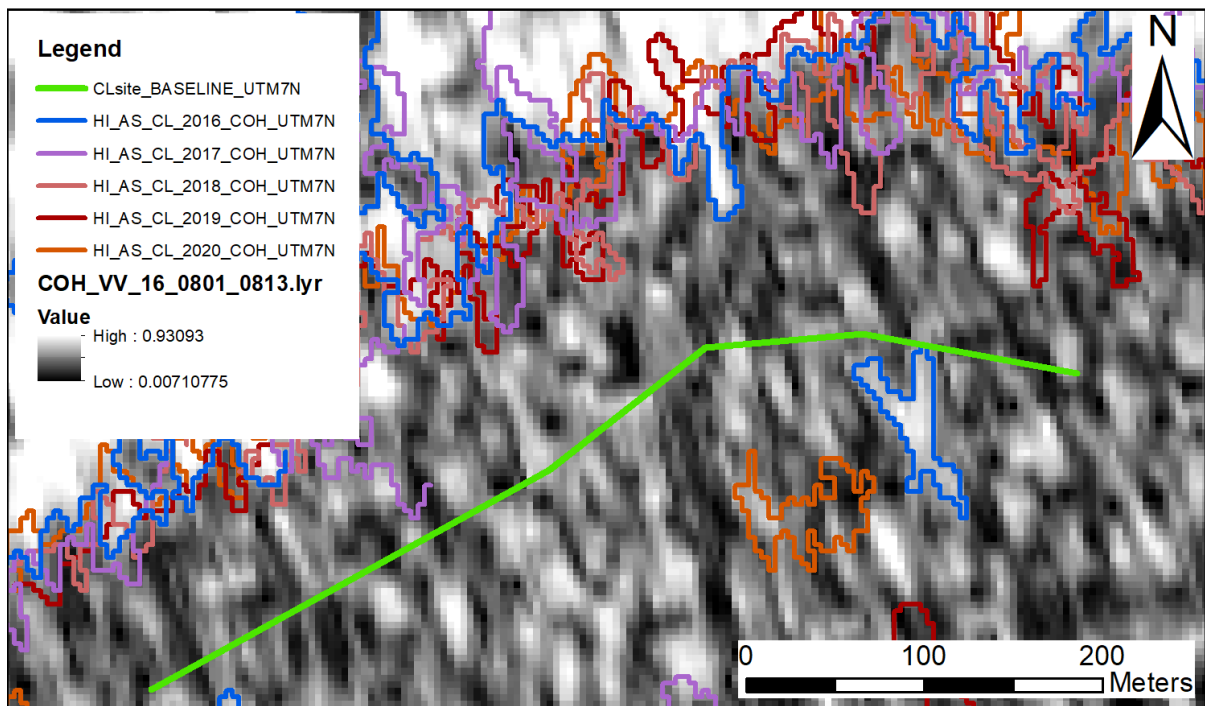 Legend
CLsite_BASELINE_UTM7N
HI_AS_CL_2016_COH_UTM7N
HI_AS_CL_2017_COH_UTM7N
HI_AS_CL_2018_COH_UTM7N
HI_AS_CL_2019_COH_UTM7N
HI_AS_CL_2020_COH_UTM7N
COH_VV_16_0801_0813.lyr
Value
High : 0.93093
Low : 0.00710775
N
0 100 200
Meters